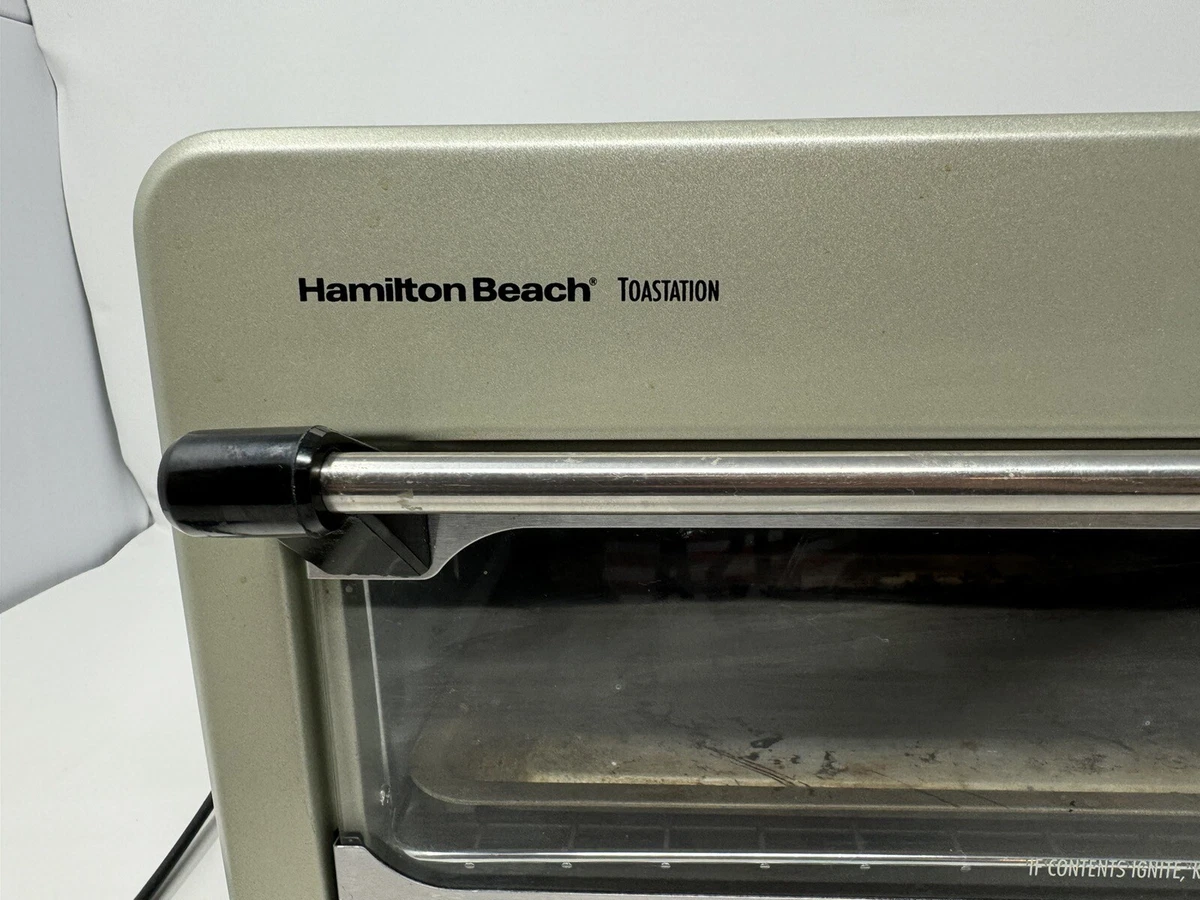 Hamilton Beach® TOASTATION
IF CONTENTS IGNITE,